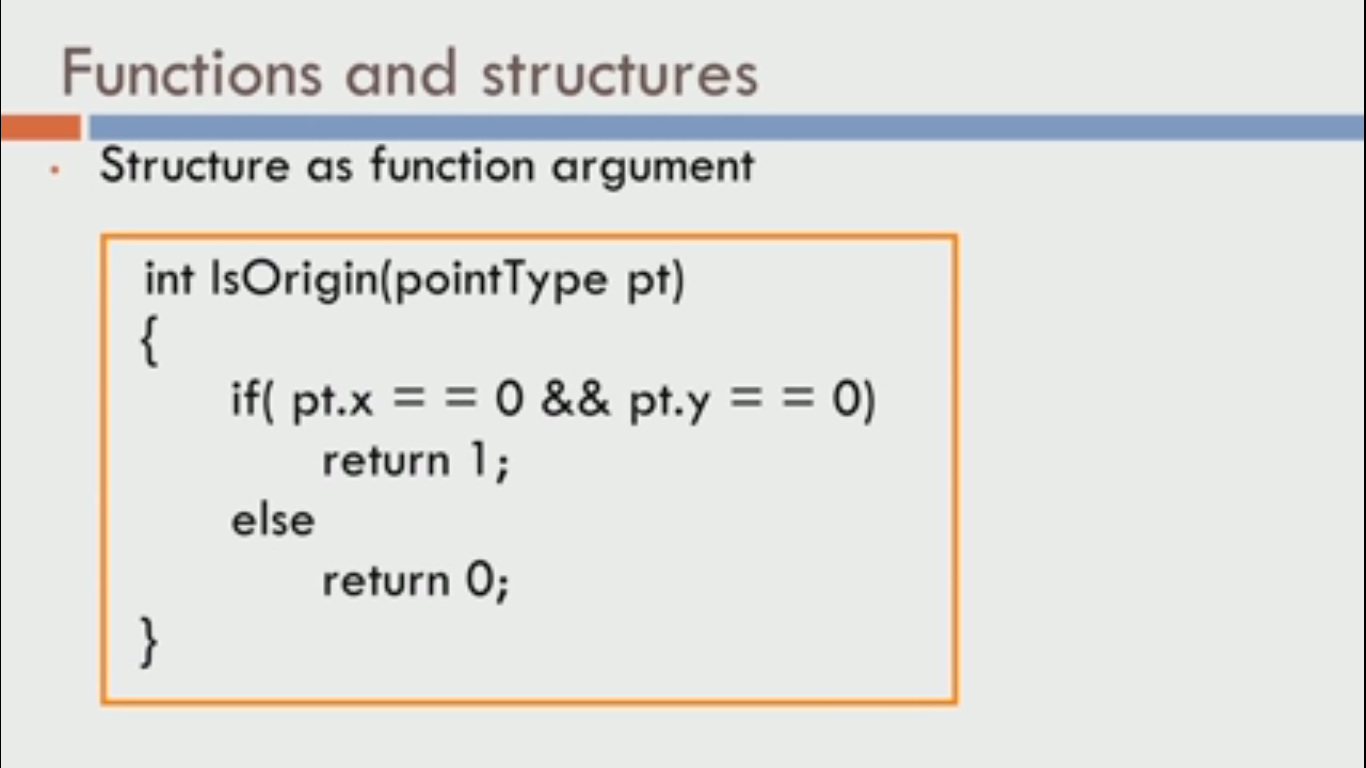 Functions and structures
• Structure as function argument
int IsOrigin(pointType pt)
{
if( pt.x = = 0 && pt.y = = 0)
return 1;
else
return 0;
}